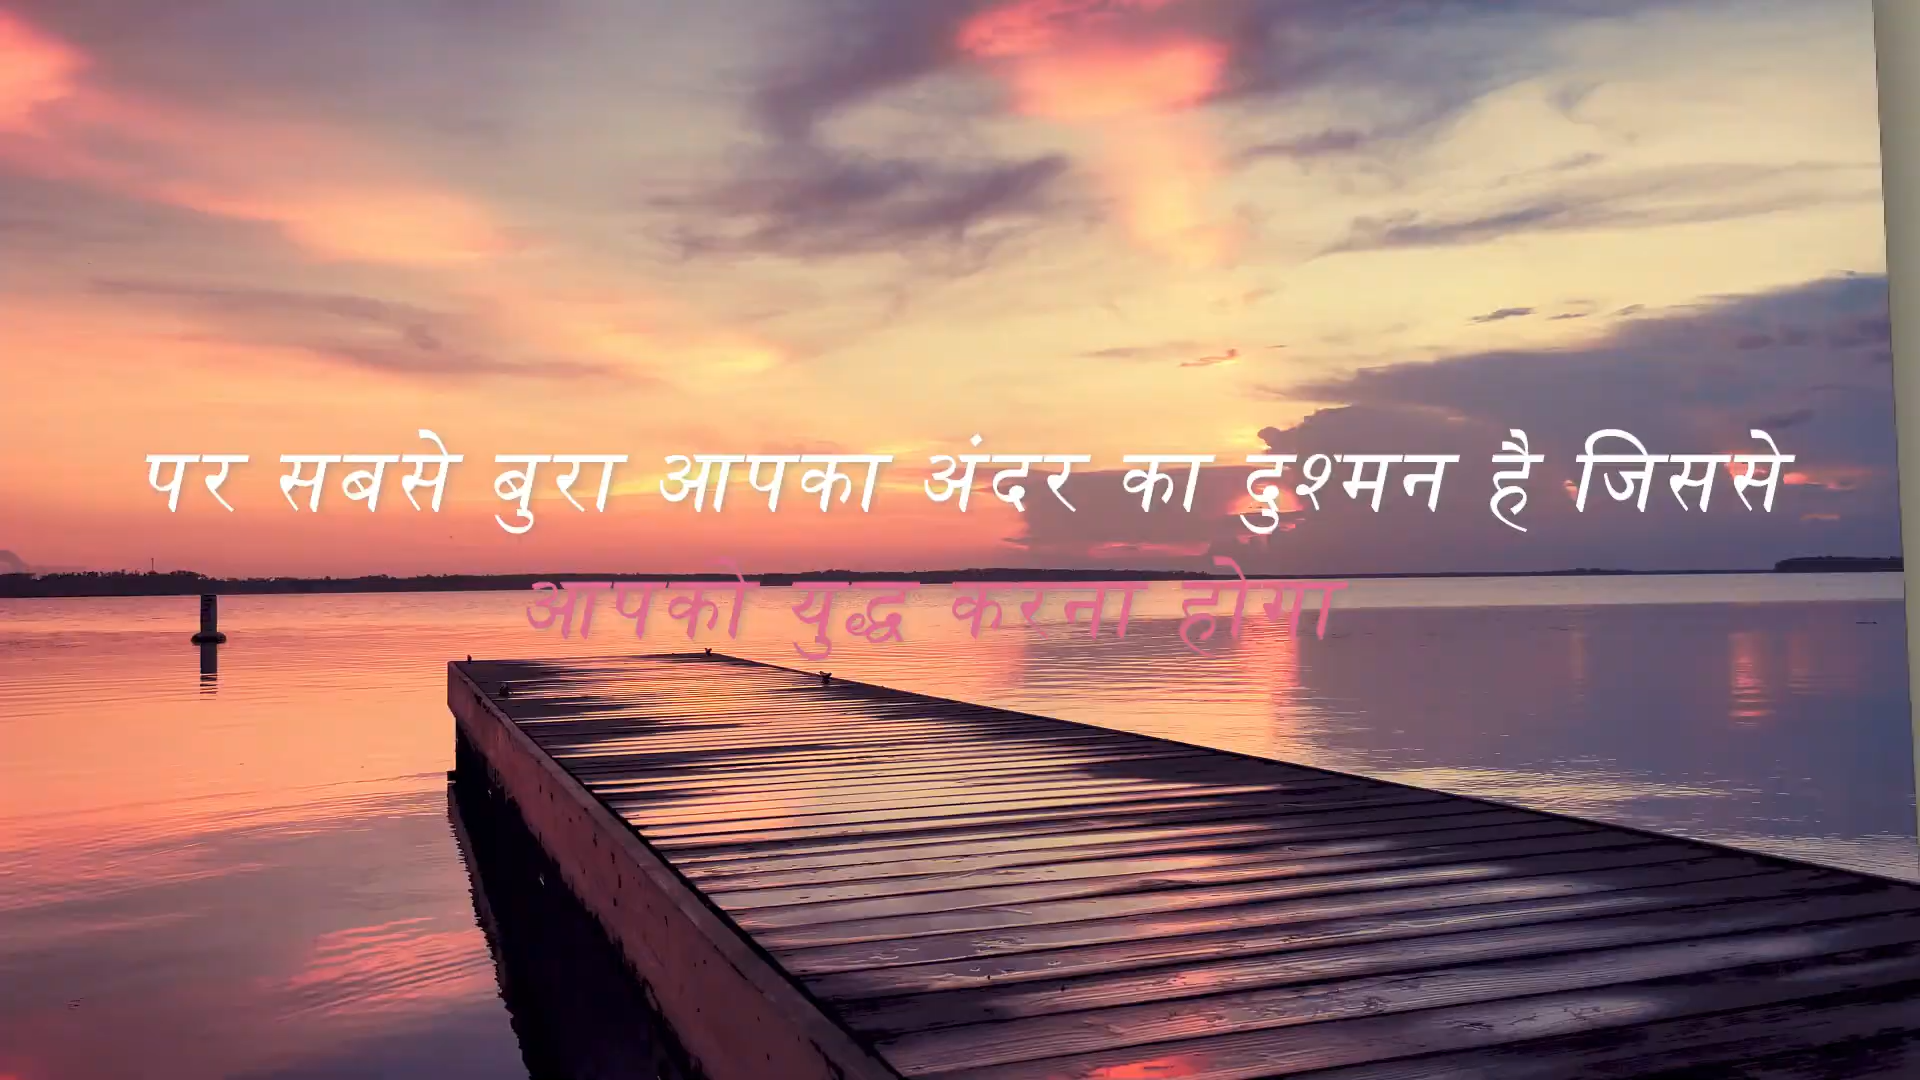 पर सबसे बुरा आपका अंदर का दुश्मन है जिससे
आपको युद्ध करना होगा